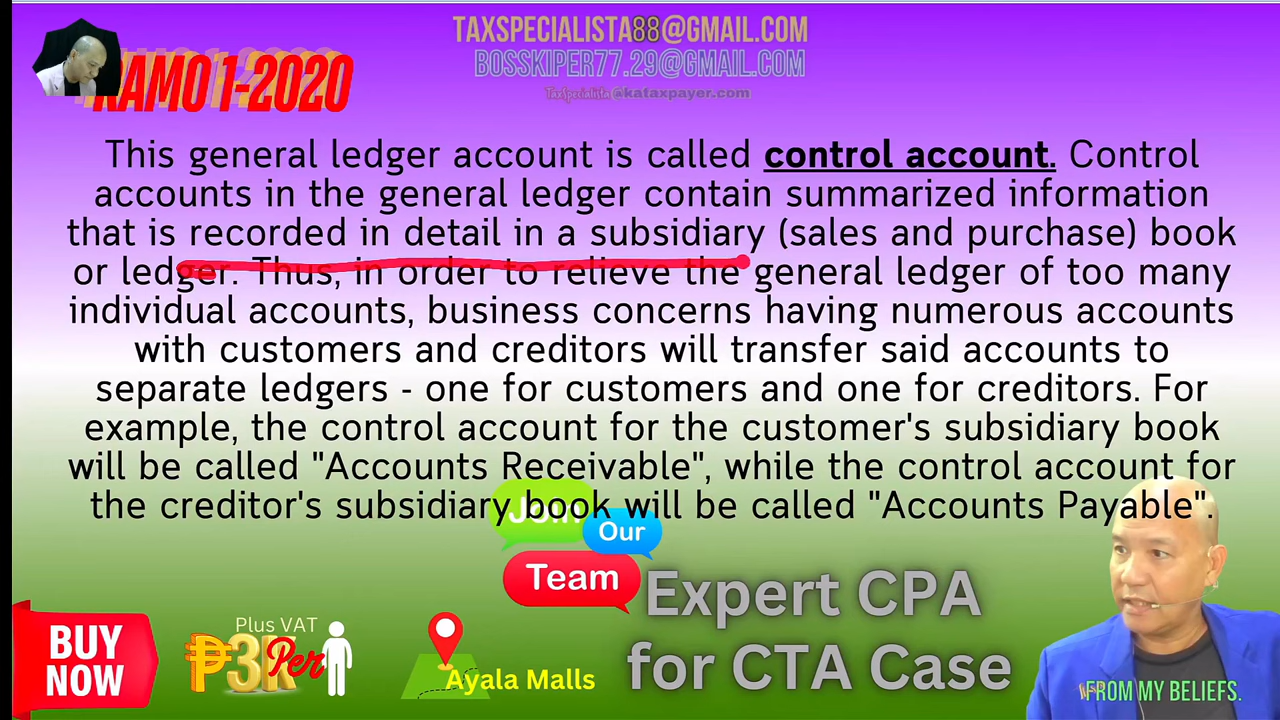 TAXSPECIALISTA88@GMAIL.COM
BOSSKIPER77.29@GMAIL.COM
TaxSpecialista @kataxpayer.com
RAMO 1-2020
This general ledger account is called control account. Control
accounts in the general ledger contain summarized information
that is recorded in detail in a subsidiary (sales and purchase) book
or ledger. Thus, in order to relieve the general ledger of too many
individual accounts, business concerns having numerous accounts
with customers and creditors will transfer said accounts to
separate ledgers - one for customers and one for creditors. For
example, the control account for the customer's subsidiary book
will be called "Accounts Receivable", while the control account for
the creditor's subsidiary book will be called "Accounts Payable".
Join
Our
Team
Expert CPA
for CTA Case
BUY
NOW
Plus VAT
₱3K Per
Ayala Malls
FROM MY BELIEFS.